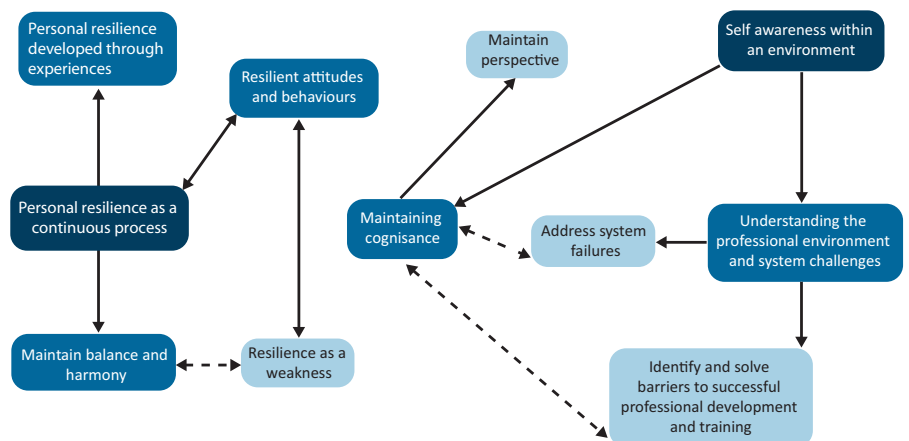 Personal resilience
developed through
experiences
Resilient attitudes
and behaviours
Personal resilience as a
continuous process
Maintain balance and
harmony
Resilience as a
weakness
Maintain
perspective
Self awareness within
an environment
Maintaining
cognisance
Address system
failures
Understanding the
professional environment
and system challenges
Identify and solve
barriers to successful
professional development
and training